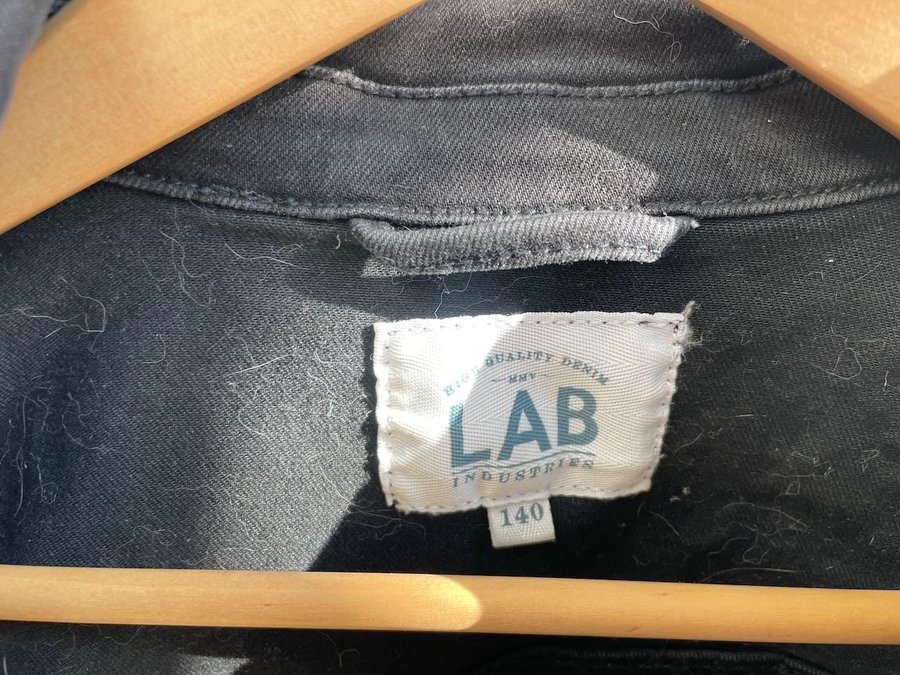 HIGH QUALITY DENIM
MMV
LAB
INDUSTRIES
140